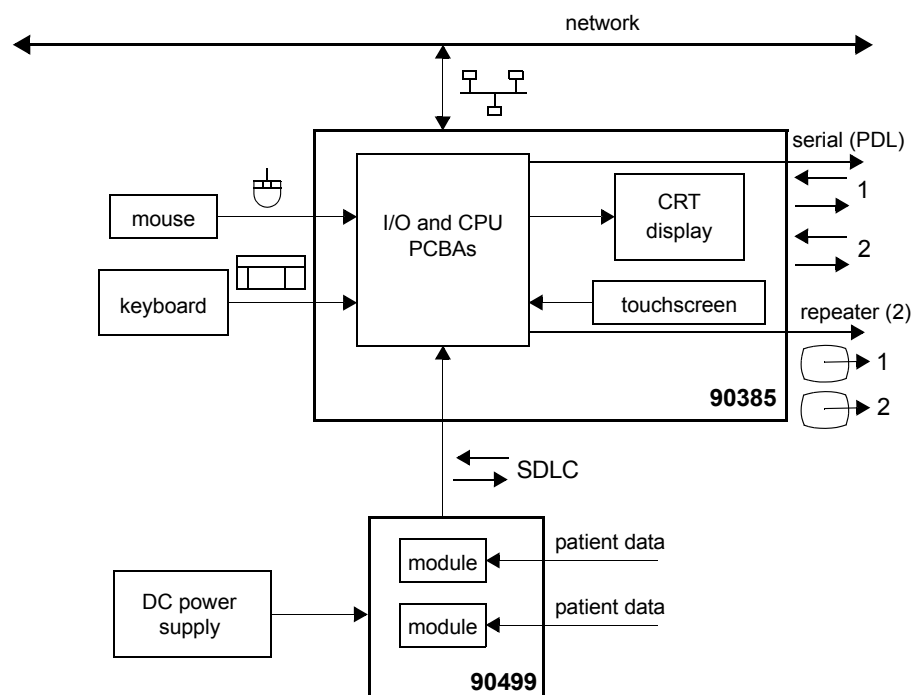 network
serial (PDL)
1
2
mouse
keyboard
I/O and CPU
PCBAs
CRT
display
touchscreen
repeater (2)
1
2
90385
SDLC
DC power
supply
module
patient data
module
patient data
90499